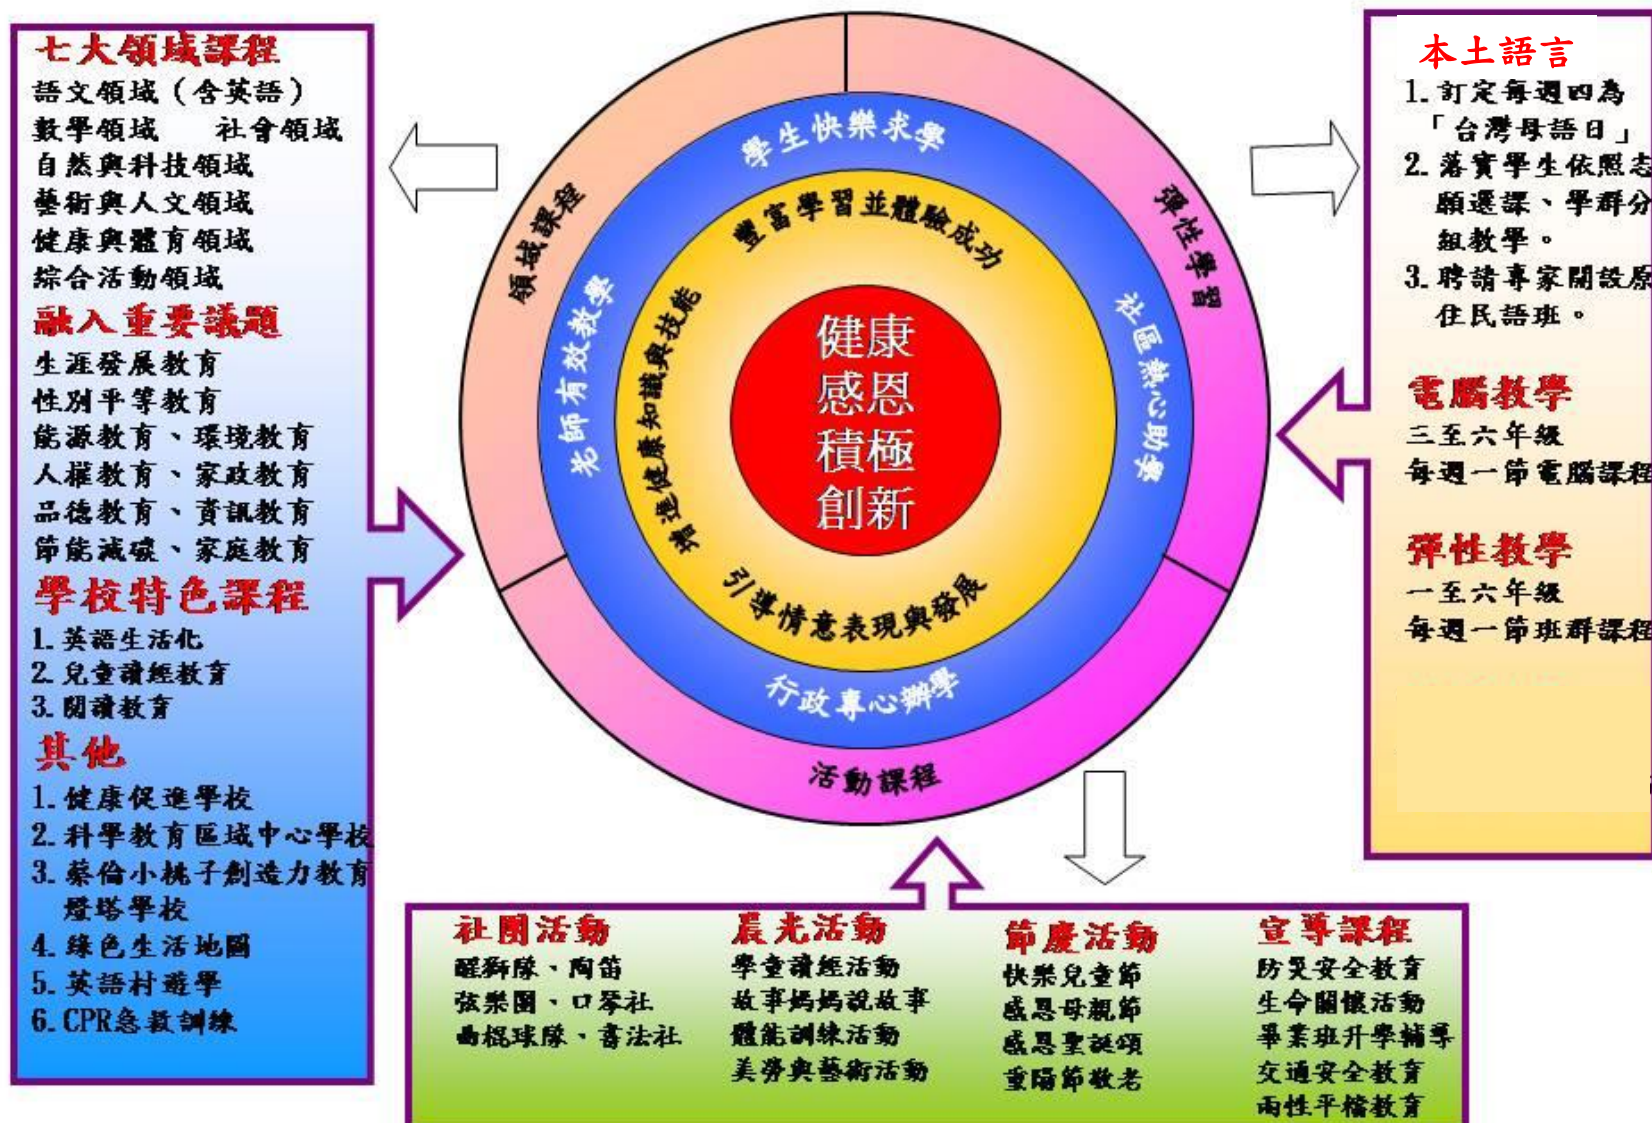 七大領域課程
語文領域（含英語）
數學領域　社會領域
自然與科技領域
藝術與人文領域
健康與體育領域
綜合活動領域
融入重要議題
生涯發展教育
性別平等教育
能源教育、環境教育
人權教育、家政教育
品德教育、資訊教育
節能減碳、家庭教育
學校特色課程
1.英語生活化
2.兒童讀經教育
3.閱讀教育
其他
1.健康促進學校
2.科學教育區域中心學校
3.蔡倫小桃子創造力教育
燈塔學校
4.綠色生活地圖
5.英語村遊學
6.CPR急救訓練
領域課程
彈性學習
活動課程
學生快樂求學
老師有效教學
社區熱心助學
行政專心辦學
豐富學習並體驗成功
增進健康知識與技能
引導情意表現與發展
健康
感恩
積極
創新
本土語言
1.訂定每週四為
「台灣母語日」
2.落實學生依照志
願選課、學群分
組教學。
3.聘請專家開設原
住民語班。
電腦教學
三至六年級
每週一節電腦課程
彈性教學
一至六年級
每週一節班群課程
社團活動
醒獅隊、陶笛
弦樂團、口琴社
曲棍球隊、書法社
晨光活動
學童讀經活動
故事媽媽說故事
體能訓練活動
美勞與藝術活動
節慶活動
快樂兒童節
感恩母親節
感恩聖誕頌
重陽節敬老
宣導課程
防災安全教育
生命關懷活動
畢業班升學輔導
交通安全教育
兩性平權教育